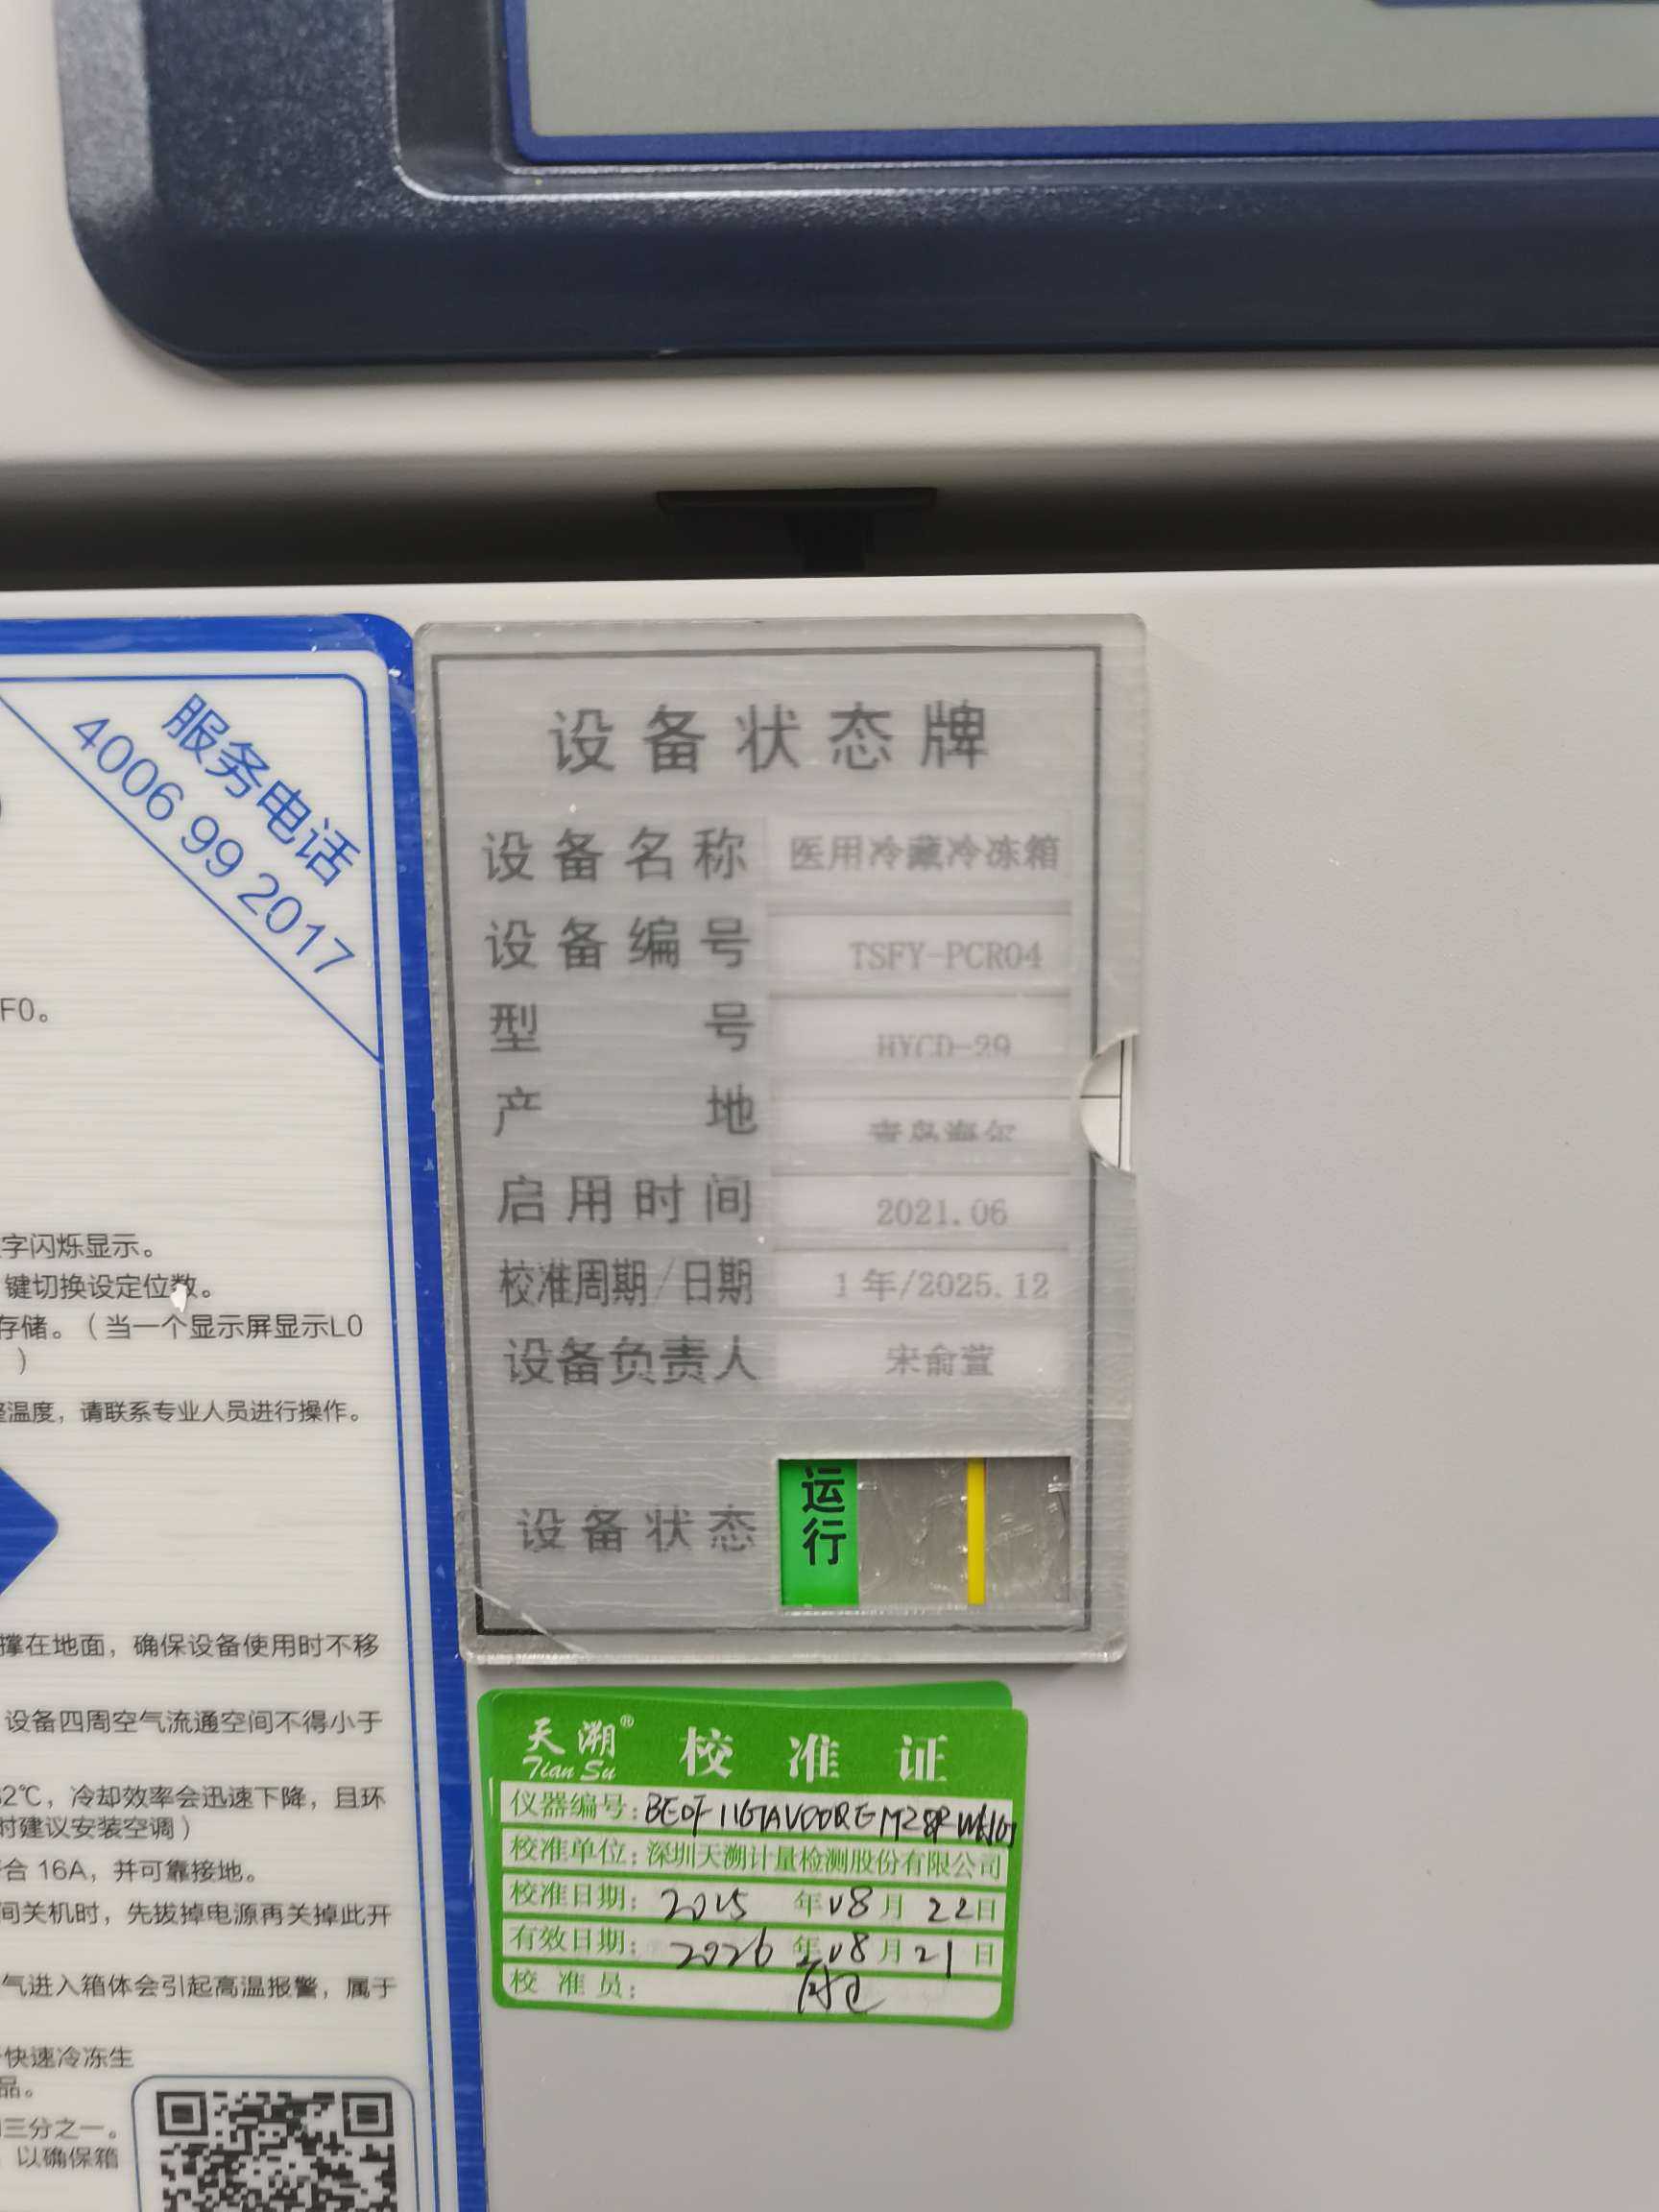 服务电话
4006 99 2017
F0。
字闪烁显示。
键切换设定位数。
存储。（当一个显示屏显示L0
）
温度，请联系专业人员进行操作。
撑在地面，确保设备使用时不移
设备四周空气流通空间不得小于
2℃，冷却效率会迅速下降，且环
时建议安装空调）
合 16A，并可靠接地。
间关机时，先拔掉电源再关掉此开
气进入箱体会引起高温报警，属于
快速冷冻生
品。
三分之一。
以确保箱
设备状态牌
设备名称 医用冷藏冷冻箱
设备编号 TSFY-PCR04
型号 HYCD-29
产地 青岛海尔
启用时间 2021.06
校准周期/日期 1年/2025.12
设备负责人 宋俞萱
设备状态 运行
天溯® 校准证
Tian Su
仪器编号：
校准单位：深圳天溯计量检测股份有限公司
校准日期：2025 年 08 月 22 日
有效日期：2026 年 08 月 21 日
校准员：